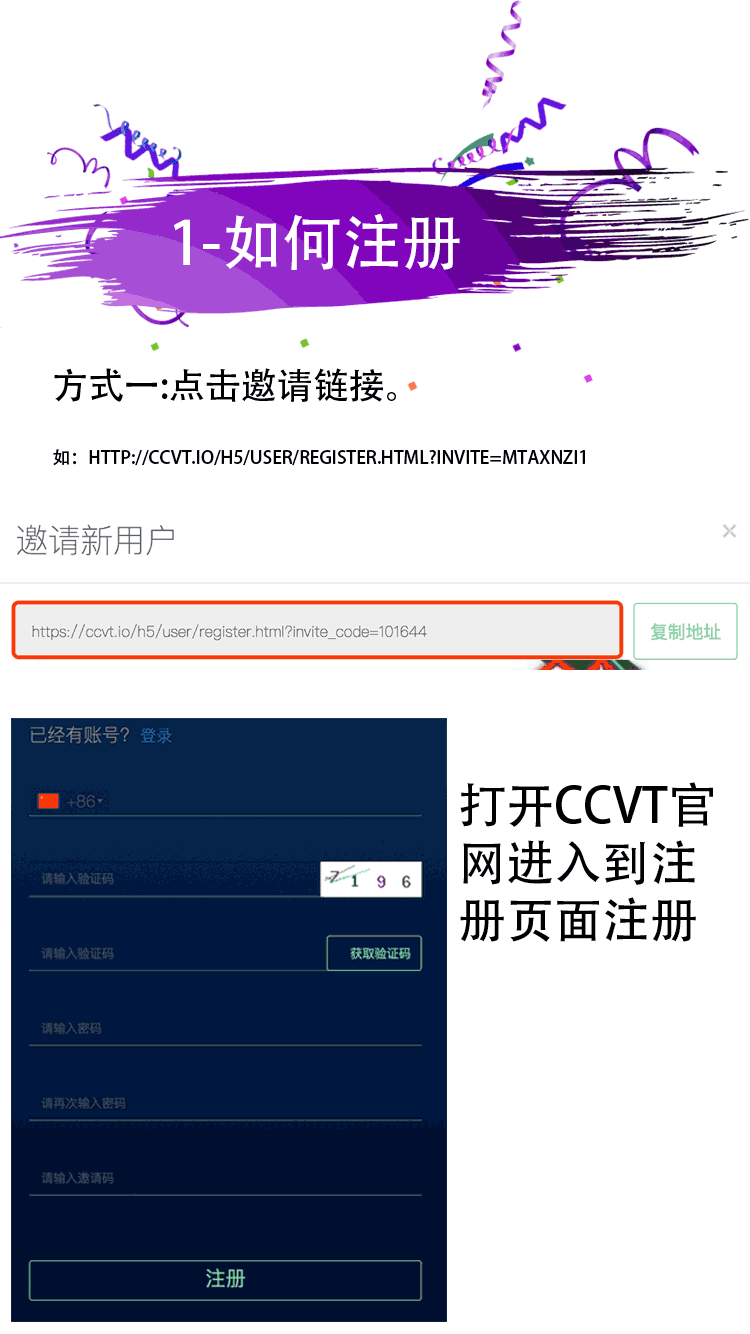 1-如何注册
方式一:点击邀请链接。
如：HTTP://CCVT.IO/H5/USER/REGISTER.HTML?INVITE=MTAXNZI1
邀请新用户
×
https://ccvt.io/h5/user/register.html?invite_code=101644
复制地址
已经有账号？ 登录
+86
请输入验证码
7 1 9 6
请输入验证码
获取验证码
请输入密码
请再次输入密码
请输入邀请码
注册
打开CCVT官
网进入到注
册页面注册